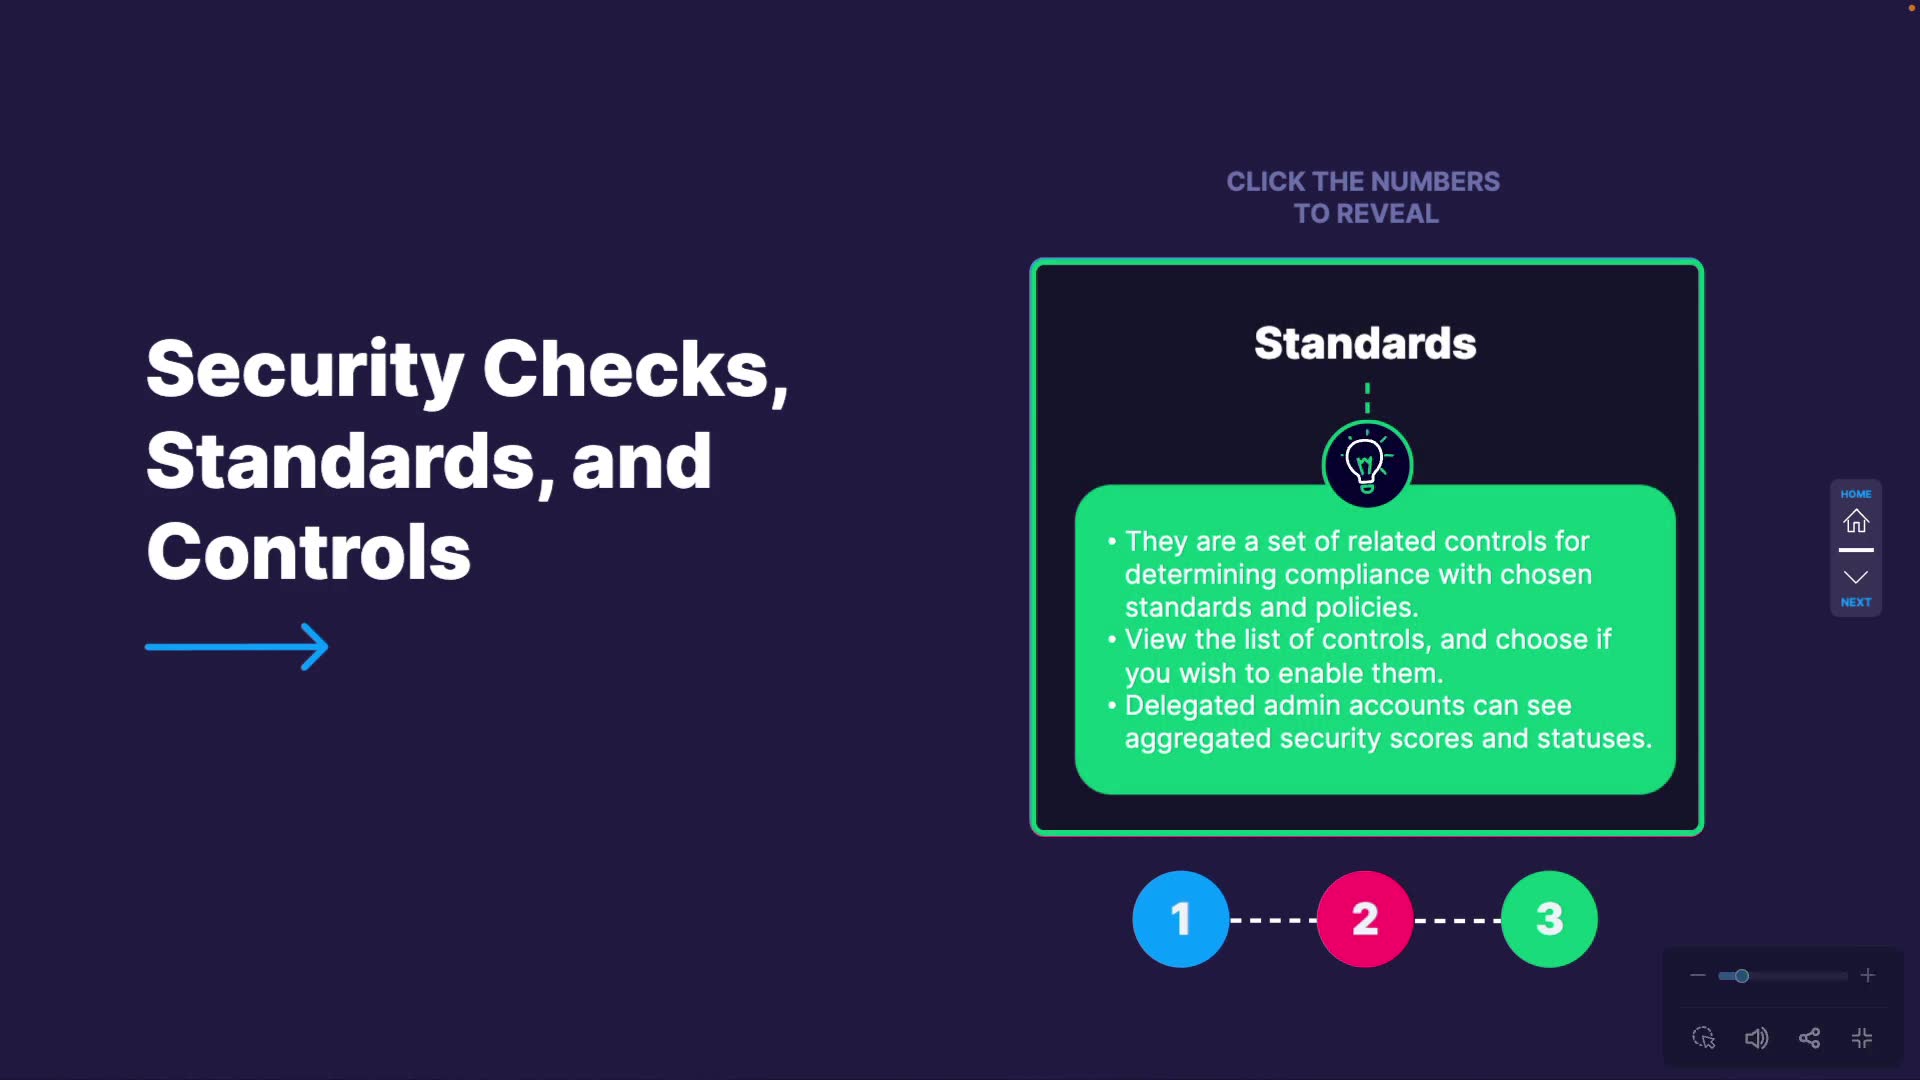 CLICK THE NUMBERS
TO REVEAL
Security Checks,
Standards, and
Controls
Standards
• They are a set of related controls for
determining compliance with chosen
standards and policies.
• View the list of controls, and choose if
you wish to enable them.
• Delegated admin accounts can see
aggregated security scores and statuses.
1
2
3
HOME
NEXT